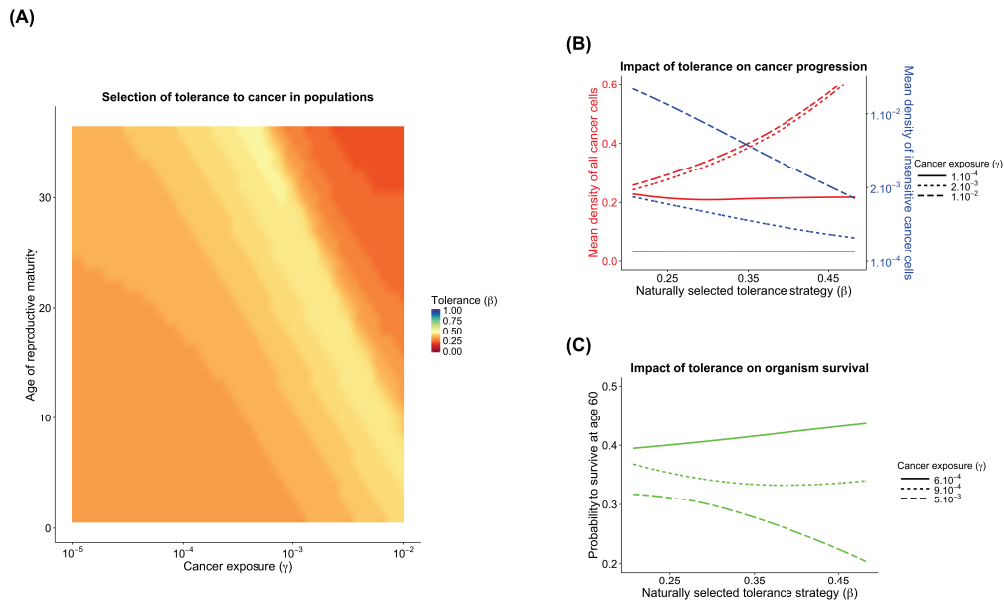 (A)
Selection of tolerance to cancer in populations
Age of reproductive maturity
30
20
10
0
10⁻⁵
10⁻⁴
10⁻³
10⁻²
Cancer exposure (γ)
Tolerance (β)
1.00
0.75
0.50
0.25
0.00
(B)
Impact of tolerance on cancer progression
Mean density of all cancer cells
0.6
0.4
0.2
0.0
0.25
0.35
0.45
Naturally selected tolerance strategy (β)
1.10⁻²
2.10⁻³
1.10⁻⁴
Mean density of insensitive cancer cells
Cancer exposure (γ)
1.10⁻⁴
2.10⁻³
1.10⁻²
(C)
Impact of tolerance on organism survival
Probability to survive at age 60
0.5
0.4
0.3
0.2
0.25
0.35
0.45
Naturally selected tolerance strategy (β)
Cancer exposure (γ)
6.10⁻⁴
9.10⁻⁴
5.10⁻³